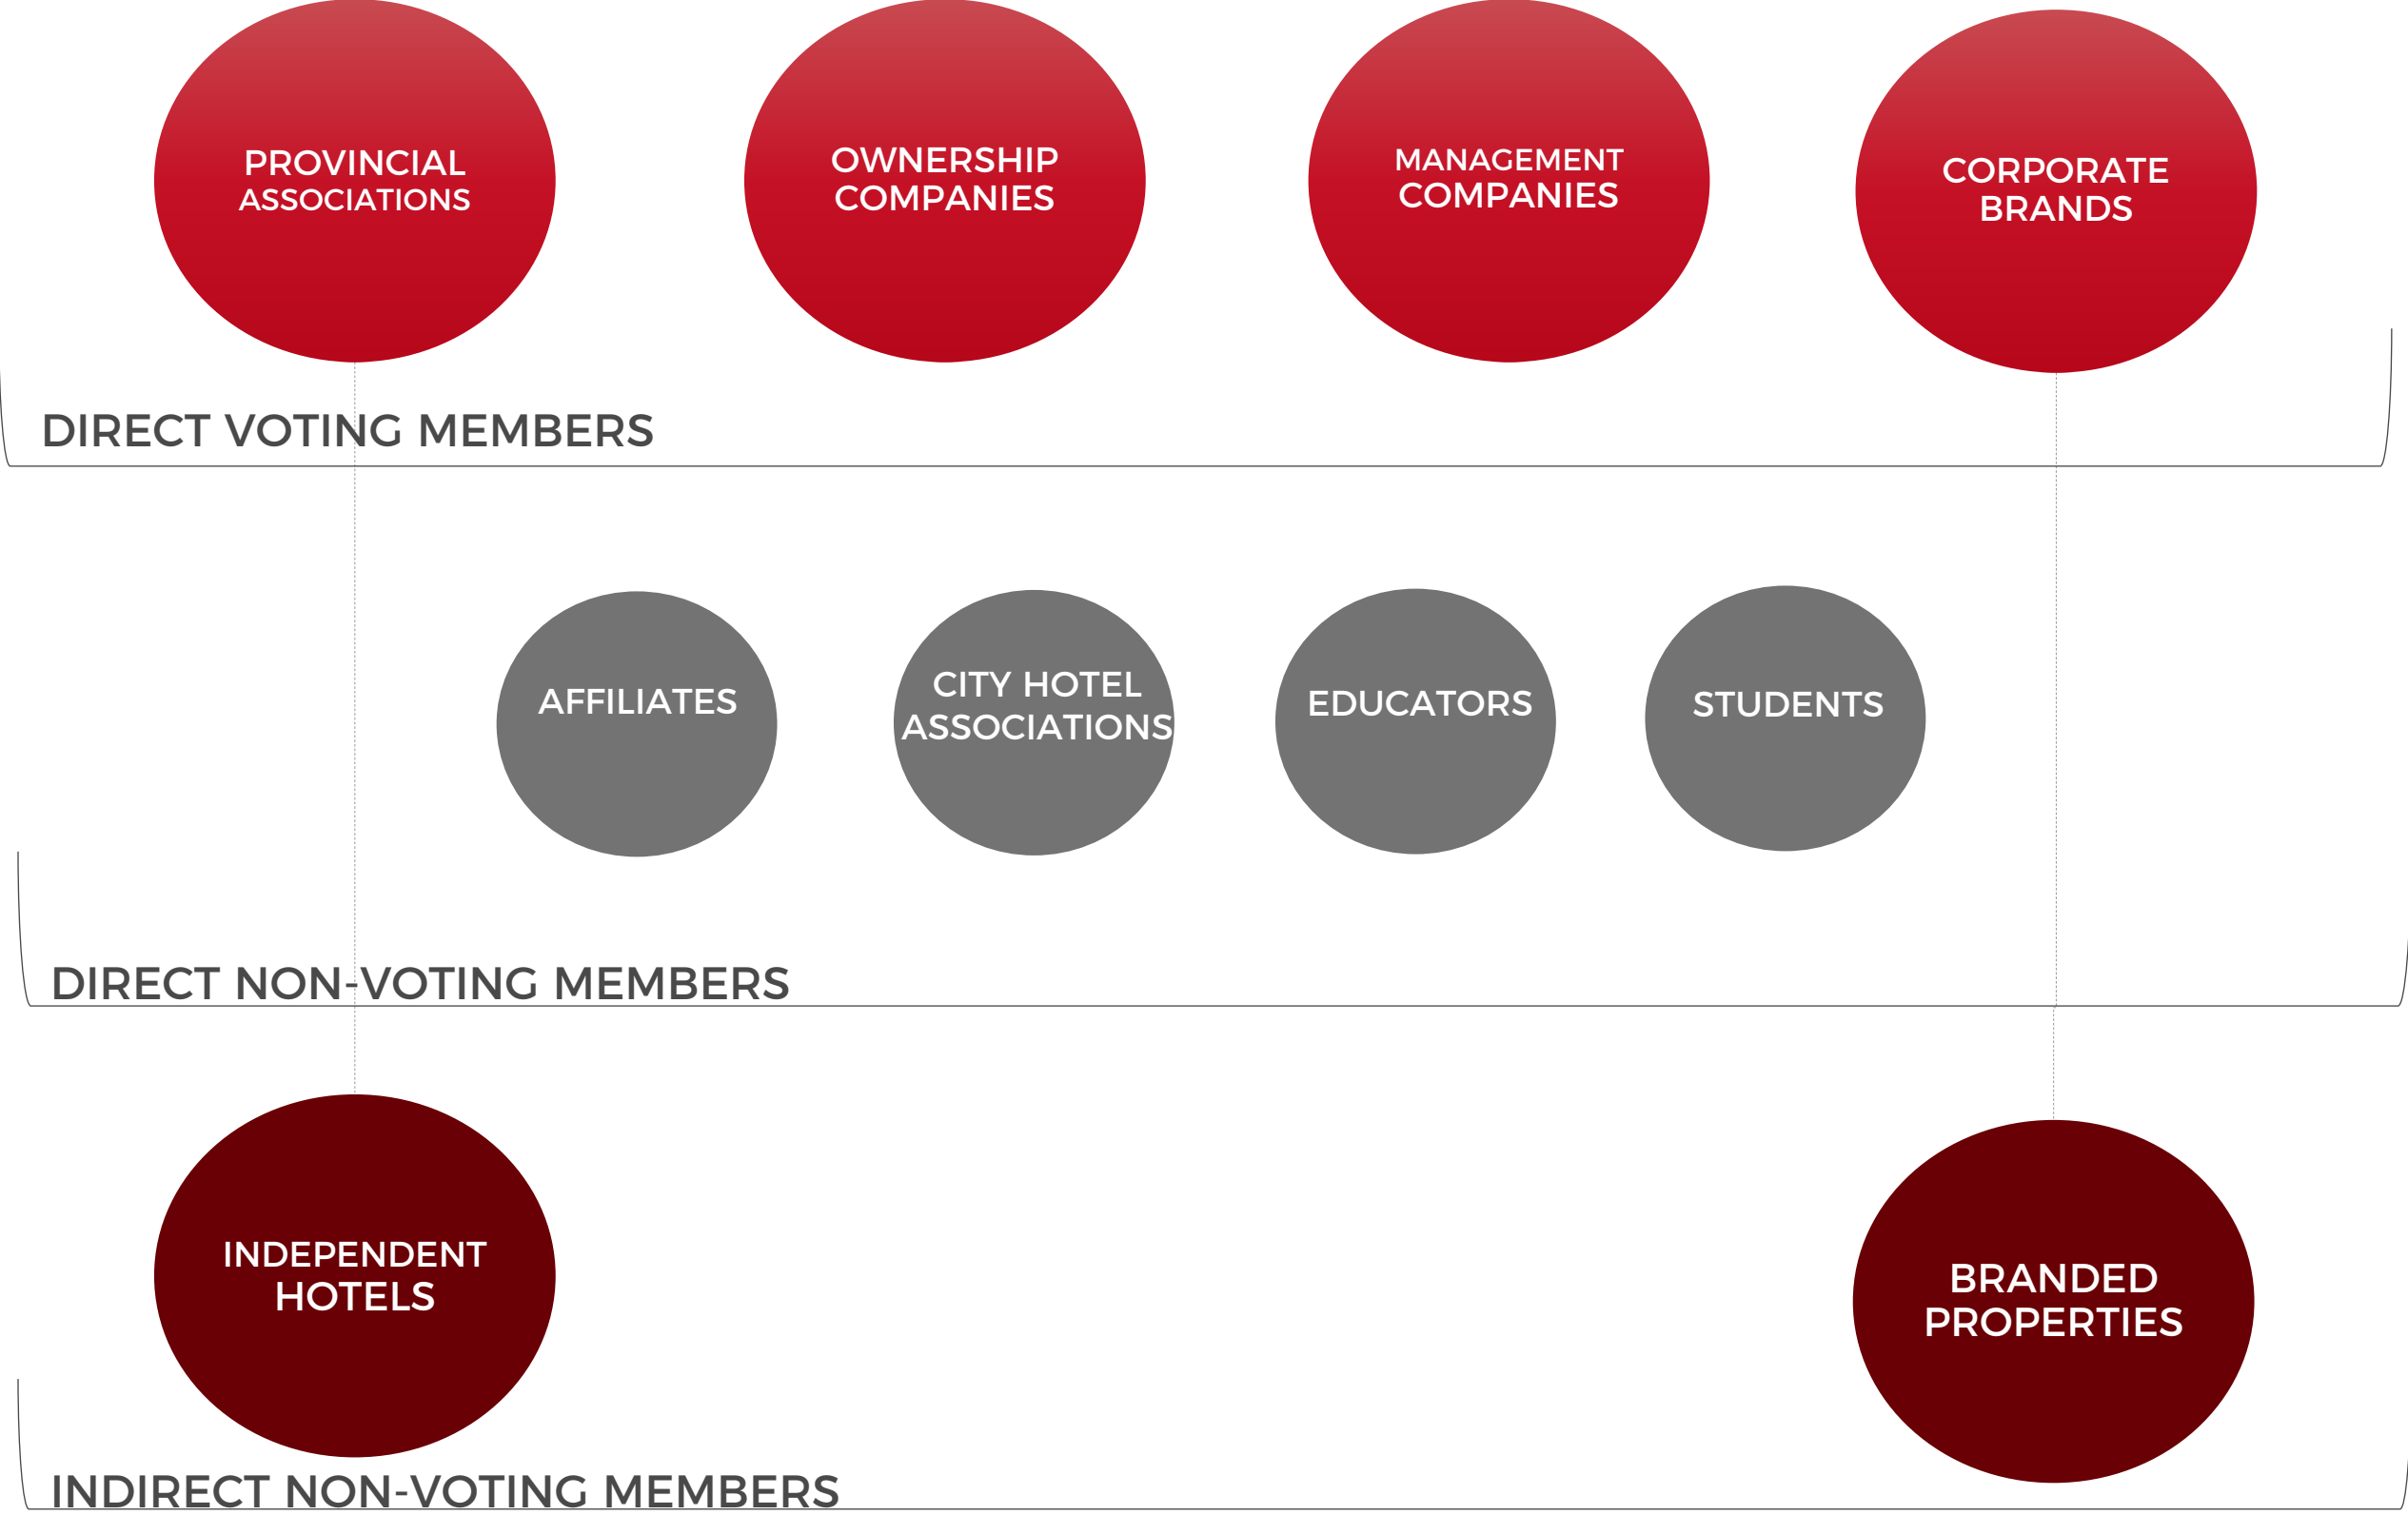 PROVINCIAL
ASSOCIATIONS
OWNERSHIP
COMPANIES
MANAGEMENT
COMPANIES
CORPORATE
BRANDS
DIRECT VOTING MEMBERS
AFFILIATES
CITY HOTEL
ASSOCIATIONS
EDUCATORS
STUDENTS
DIRECT NON-VOTING MEMBERS
INDEPENDENT
HOTELS
BRANDED
PROPERTIES
INDIRECT NON-VOTING MEMBERS